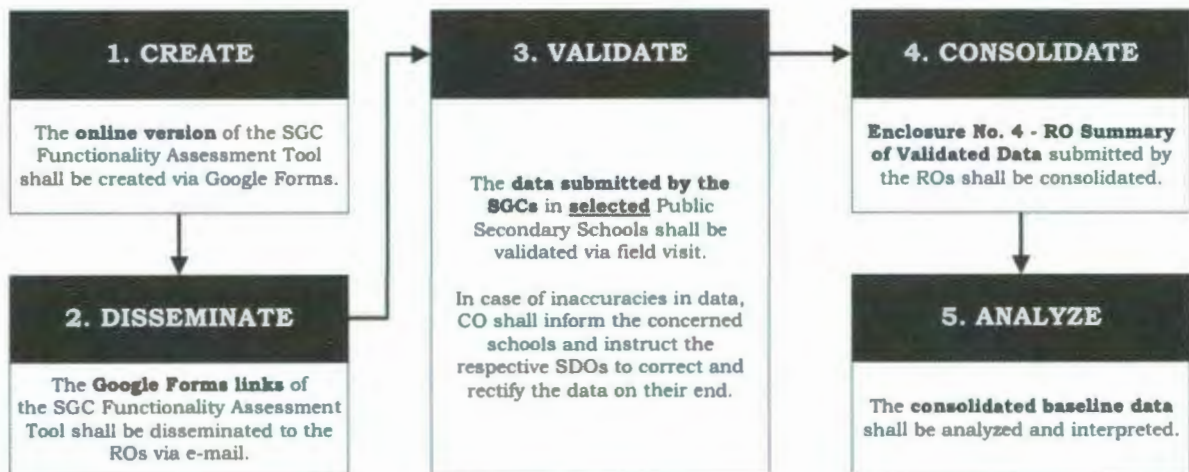 1. CREATE
The online version of the SGC
Functionality Assessment Tool
shall be created via Google Forms.
2. DISSEMINATE
The Google Forms links of
the SGC Functionality Assessment
Tool shall be disseminated to the
ROs via e-mail.
3. VALIDATE
The data submitted by the
SGCs in selected Public
Secondary Schools shall be
validated via field visit.
In case of inaccuracies in data,
CO shall inform the concerned
schools and instruct the
respective SDOs to correct and
rectify the data on their end.
4. CONSOLIDATE
Enclosure No. 4 - RO Summary
of Validated Data submitted by
the ROs shall be consolidated.
5. ANALYZE
The consolidated baseline data
shall be analyzed and interpreted.